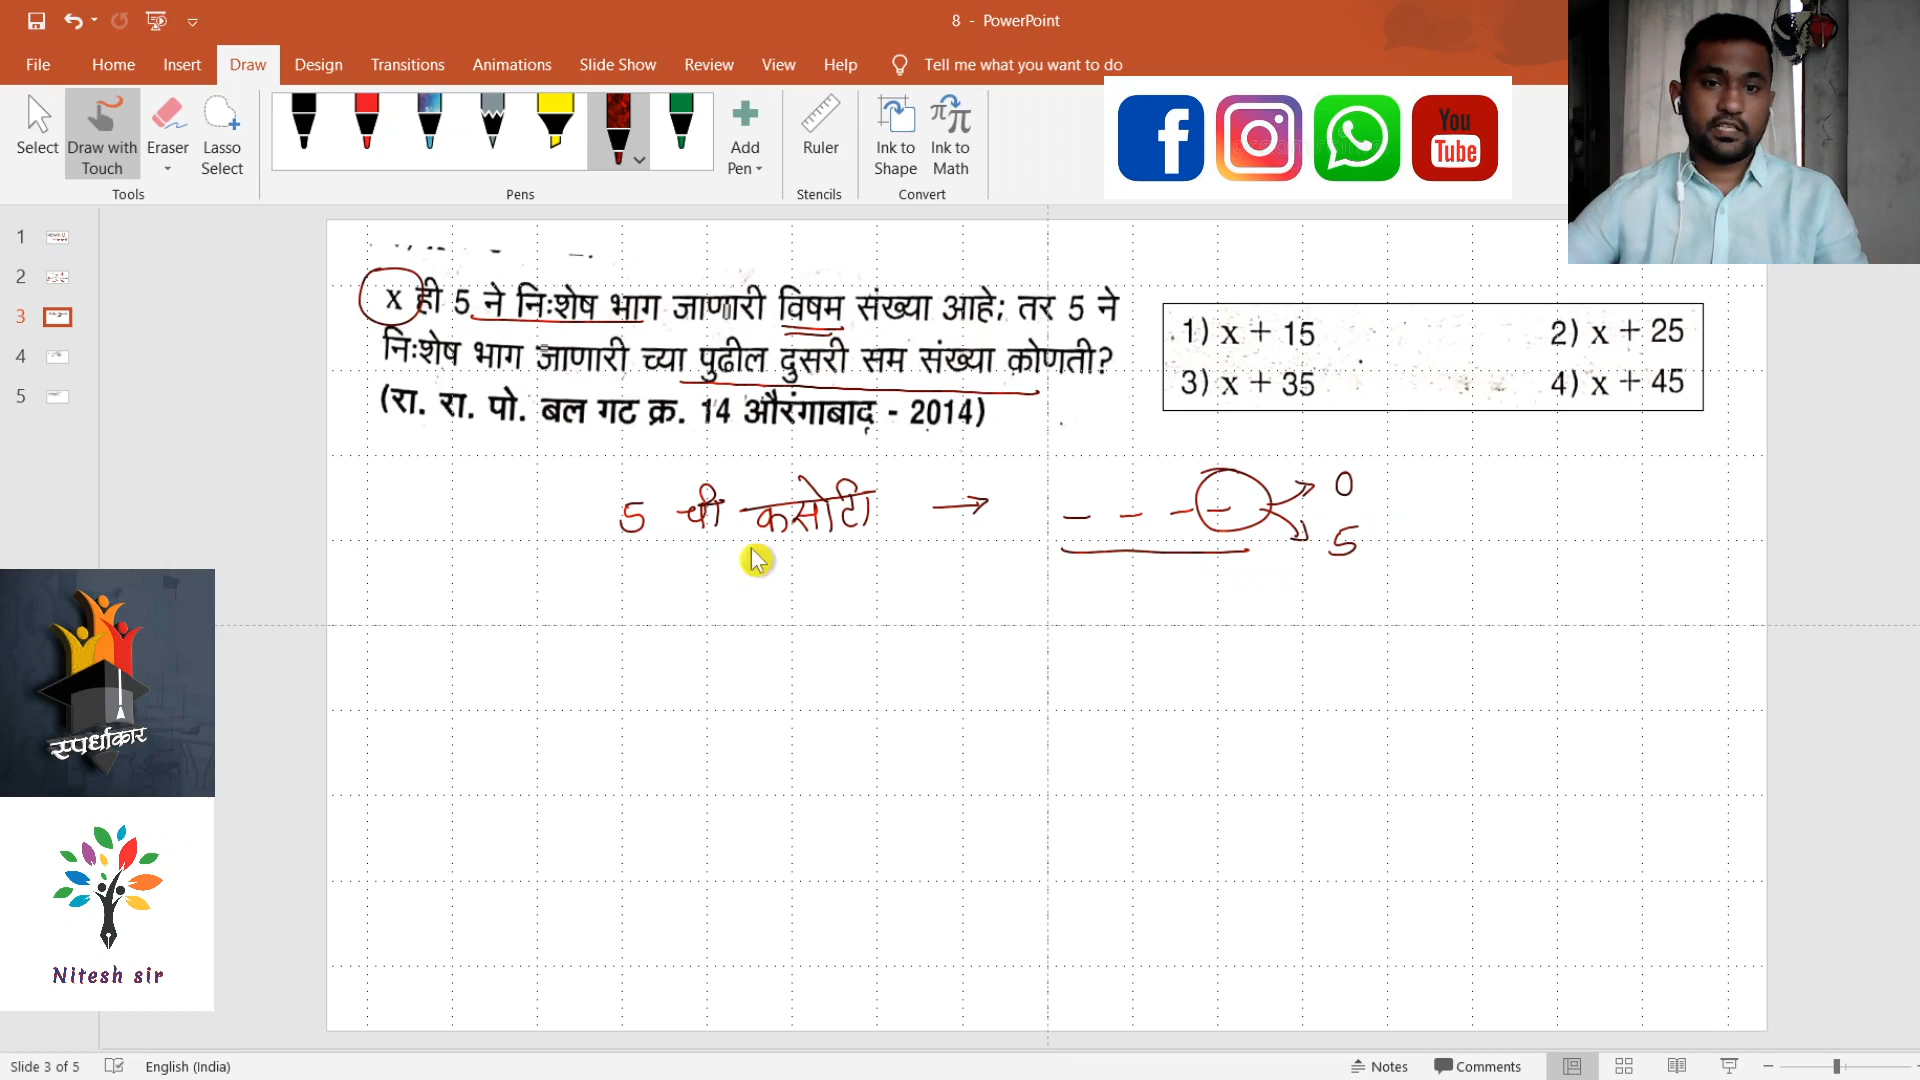 8 - PowerPoint
File Home Insert Draw Design Transitions Animations Slide Show Review View Help Tell me what you want to do
Select Draw with Touch Eraser Lasso Select Add Pen Ruler Ink to Shape Ink to Math
Tools Pens Stencils Convert
You Tube
1
2
3
4
5
x ही 5 ने निःशेष भाग जाणारी विषम संख्या आहे; तर 5 ने
निःशेष भाग जाणारी च्या पुढील दुसरी सम संख्या कोणती?
(रा. रा. पो. बल गट क्र. 14 औरंगाबाद - 2014)
1) x + 15 2) x + 25
3) x + 35 4) x + 45
5 ची कसोटी → _ _ _ _ 0
5
स्पर्धाकार
Nitesh sir
Slide 3 of 5 English (India) Notes Comments